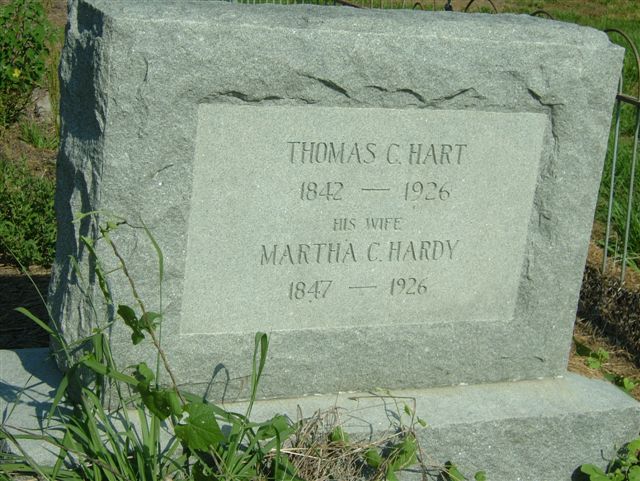 THOMAS C. HART
1842 — 1926
HIS WIFE
MARTHA C. HARDY
1847 — 1926